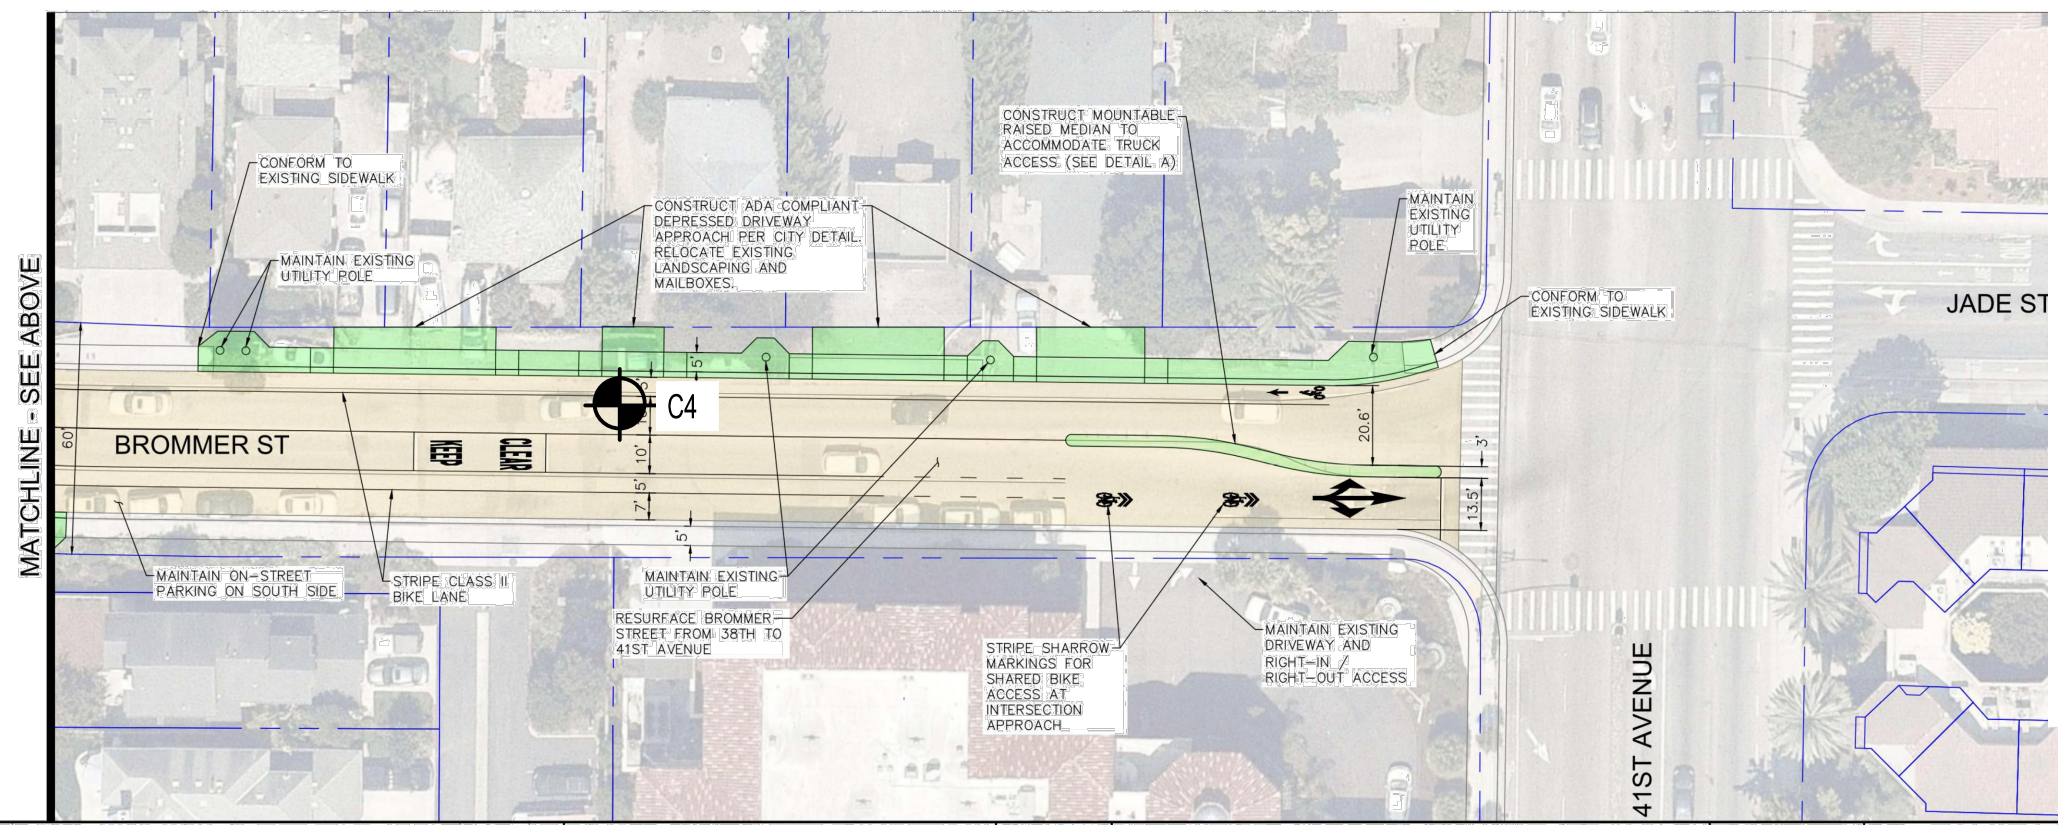 MATCHLINE - SEE ABOVE
CONFORM TO
EXISTING SIDEWALK
MAINTAIN EXISTING
UTILITY POLE
CONSTRUCT ADA COMPLIANT
DEPRESSED DRIVEWAY
APPROACH PER CITY DETAIL.
RELOCATE EXISTING
LANDSCAPING AND
MAILBOXES.
CONSTRUCT MOUNTABLE
RAISED MEDIAN TO
ACCOMMODATE TRUCK
ACCESS (SEE DETAIL A)
MAINTAIN
EXISTING
UTILITY
POLE
CONFORM TO
EXISTING SIDEWALK
JADE ST
5'
5'
C4
60'
BROMMER ST
KEEP
CLEAR
10'
5'
7'
5'
20.6'
3'
13.5'
MAINTAIN ON-STREET
PARKING ON SOUTH SIDE
STRIPE CLASS II
BIKE LANE
MAINTAIN EXISTING
UTILITY POLE
RESURFACE BROMMER
STREET FROM 38TH TO
41ST AVENUE
STRIPE SHARROW
MARKINGS FOR
SHARED BIKE
ACCESS AT
INTERSECTION
APPROACH
MAINTAIN EXISTING
DRIVEWAY AND
RIGHT-IN /
RIGHT-OUT ACCESS
41ST AVENUE